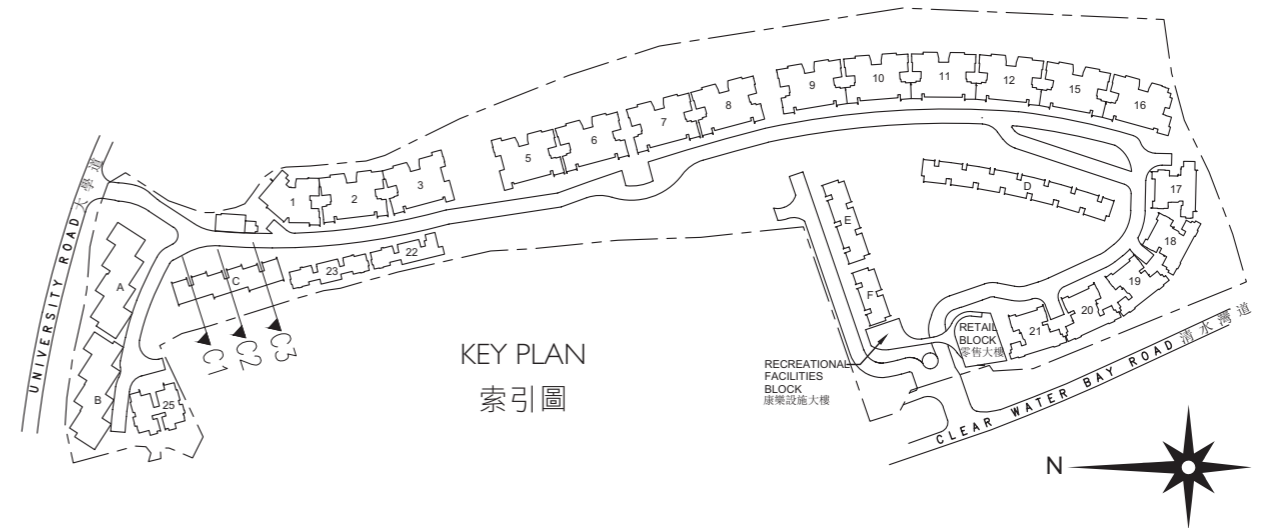 UNIVERSITY ROAD 大學道
1
2
3
5
6
7
8
9
10
11
12
15
16
17
18
19
20
21
22
23
25
A
B
C
D
E
F
C1
C2
C3
KEY PLAN
索引圖
RECREATIONAL
FACILITIES
BLOCK
康樂設施大樓
RETAIL
BLOCK
零售大樓
CLEAR WATER BAY ROAD 清水灣道
N